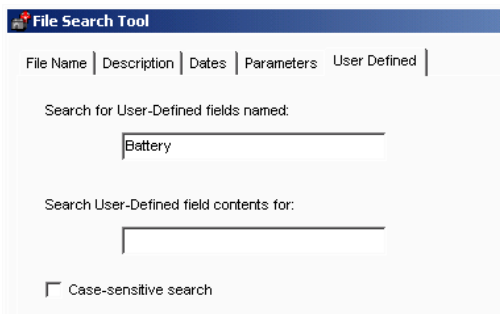 File Search Tool
File Name Description Dates Parameters User Defined
Search for User-Defined fields named:
Battery
Search User-Defined field contents for:
Case-sensitive search